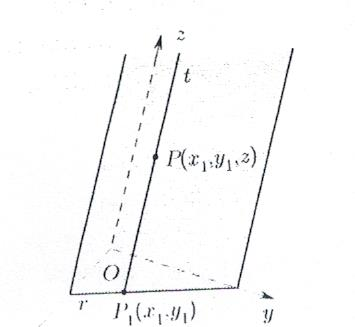 z
t
P(x₁,y₁,z)
O
r
P₁(x₁,y₁)
y